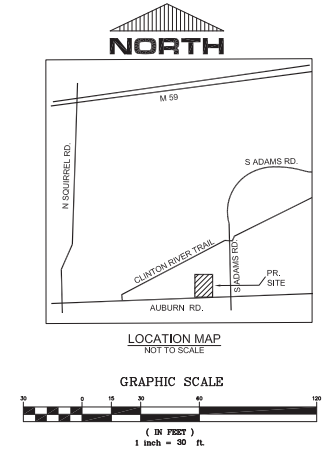 NORTH
M 59
N SQUIRREL RD.
S ADAMS RD.
CLINTON RIVER TRAIL
S ADAMS RD.
PR.
SITE
AUBURN RD.
LOCATION MAP
NOT TO SCALE
GRAPHIC SCALE
30 0 15 30 60 120
( IN FEET )
1 inch = 30 ft.